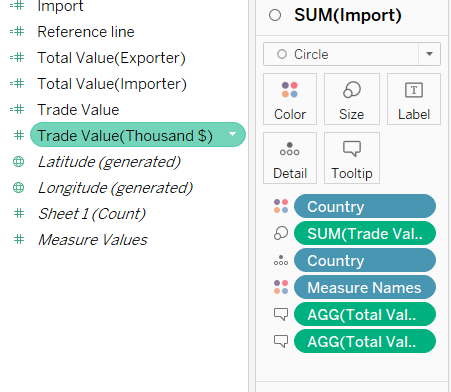 Import
Reference line
Total Value(Exporter)
Total Value(Importer)
Trade Value
Trade Value(Thousand $)
Latitude (generated)
Longitude (generated)
Sheet 1 (Count)
Measure Values
SUM(Import)
Circle
Color
Size
T
Label
Detail
Tooltip
Country
SUM(Trade Val..
Country
Measure Names
AGG(Total Val..
AGG(Total Val..